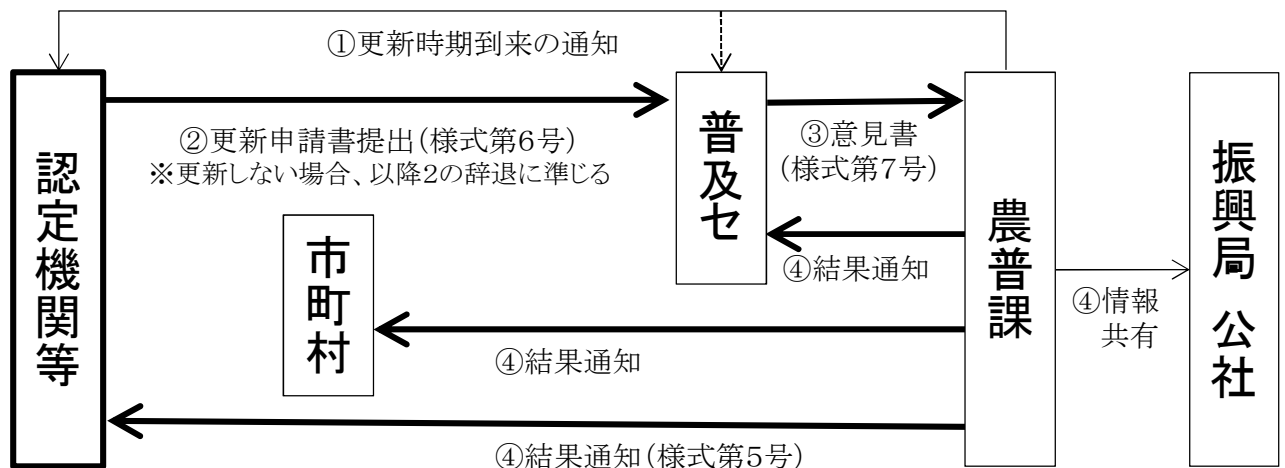 ①更新時期到来の通知
②更新申請書提出(様式第6号)
※更新しない場合、以降2の辞退に準じる
③意見書
(様式第7号)
認定機関等
普及セ
農普課
振興局 公社
市町村
④結果通知
④情報
共有
④結果通知
④結果通知(様式第5号)